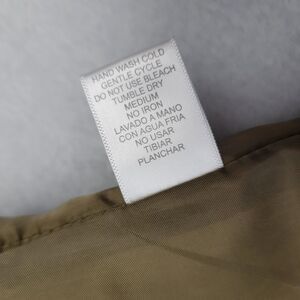 HAND WASH COLD
GENTLE CYCLE
DO NOT USE BLEACH
TUMBLE DRY
MEDIUM
NO IRON
LAVADO A MANO
CON AGUA FRIA
NO USAR
TIBIAR
PLANCHAR